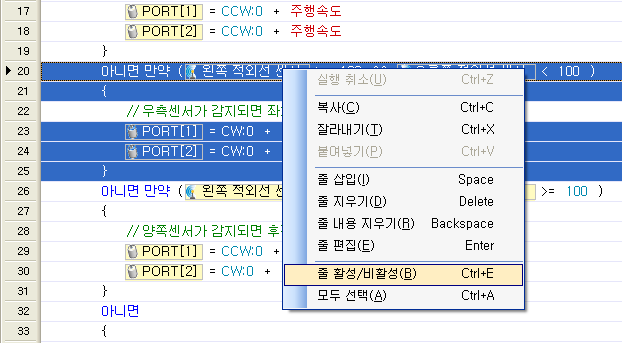 17 PORT[1] = CCW:0 + 주행속도
18 PORT[2] = CCW:0 + 주행속도
19 }
20 아니면 만약 ( 왼쪽 적외선 < 100 )
21 {
22 // 우측센서가 감지되면
23 PORT[1] = CW:0 +
24 PORT[2] = CW:0 +
25 }
26 아니면 만약 ( 왼쪽 적외선 >= 100 )
27 {
28 // 양쪽센서가 감지되면
29 PORT[1] = CCW:0 +
30 PORT[2] = CW:0 +
31 }
32 아니면
33 {
실행 취소(U) Ctrl+Z
복사(C) Ctrl+C
잘라내기(T) Ctrl+X
붙여넣기(P) Ctrl+V
줄 삽입(I) Space
줄 지우기(D) Delete
줄 내용 지우기(R) Backspace
줄 편집(E) Enter
줄 활성/비활성(B) Ctrl+E
모두 선택(A) Ctrl+A